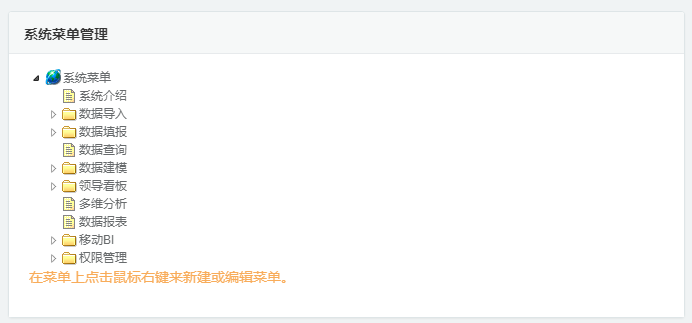 系统菜单管理
系统菜单
系统介绍
数据导入
数据填报
数据查询
数据建模
领导看板
多维分析
数据报表
移动BI
权限管理
在菜单上点击鼠标右键来新建或编辑菜单。